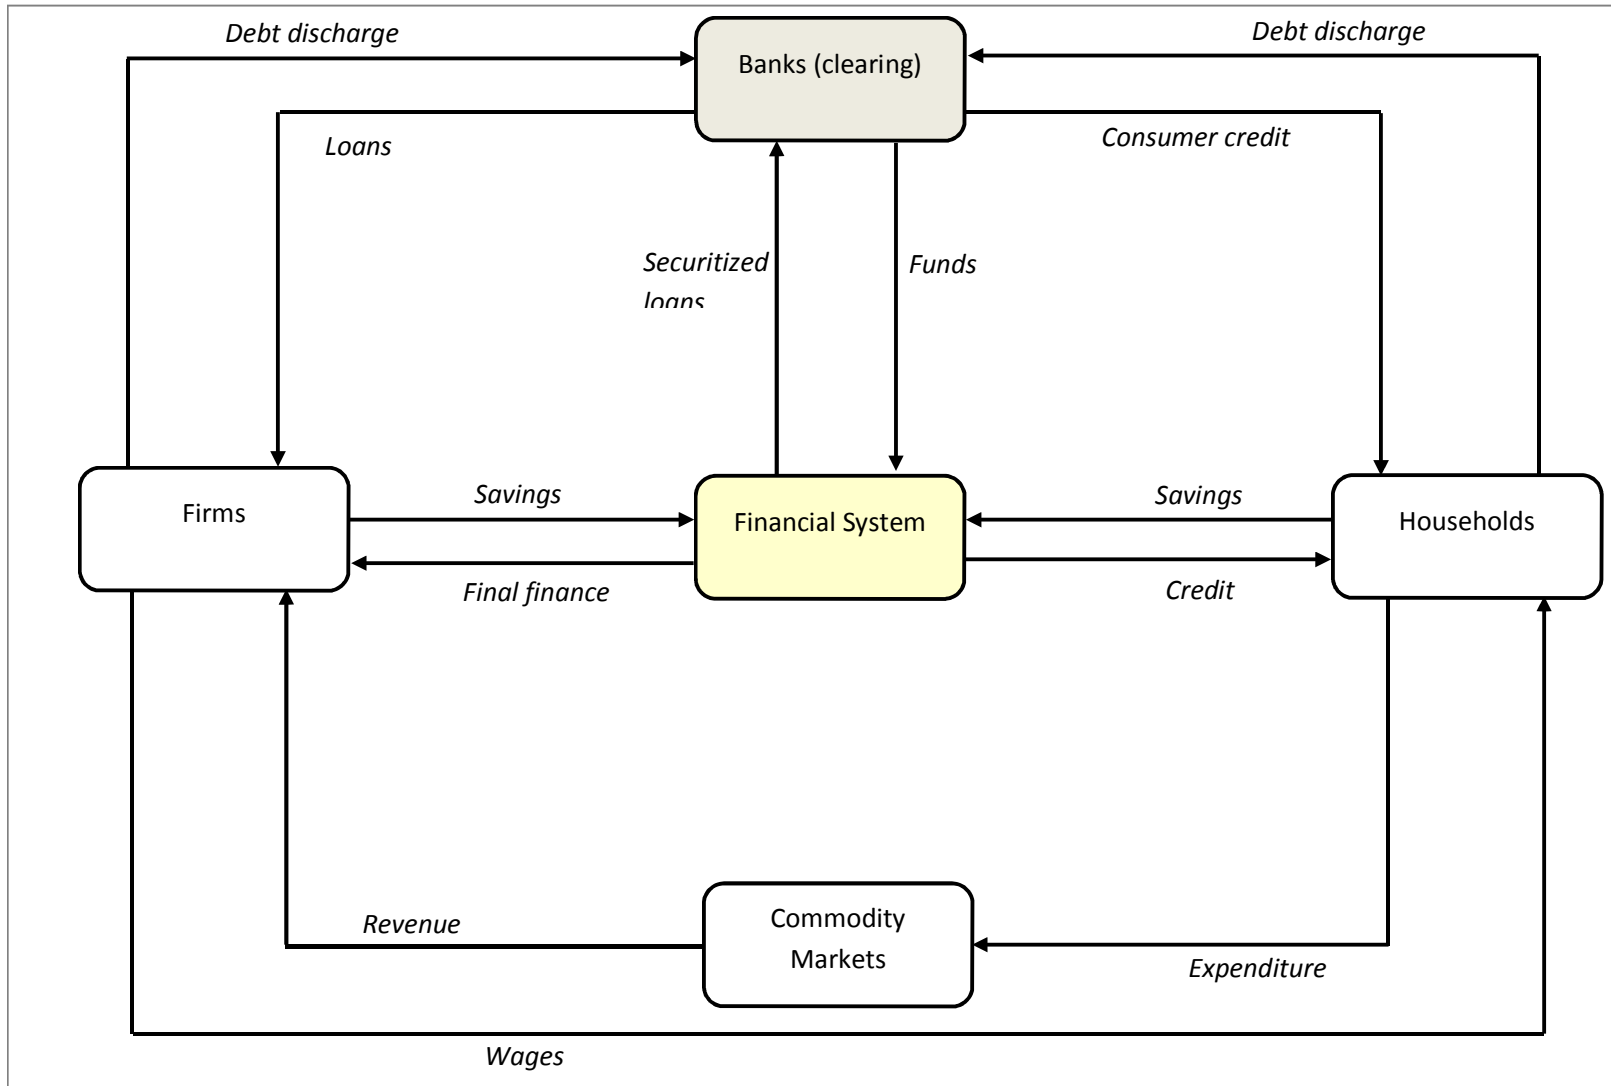 Debt discharge
Debt discharge
Banks (clearing)
Loans
Consumer credit
Securitized
loans
Funds
Savings
Savings
Firms
Financial System
Households
Final finance
Credit
Commodity
Markets
Revenue
Expenditure
Wages